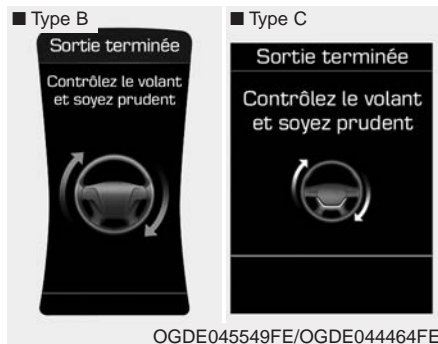 ■ Type B
Sortie terminée
Contrôlez le volant
et soyez prudent
■ Type C
Sortie terminée
Contrôlez le volant
et soyez prudent
OGDE045549FE/OGDE044464FE